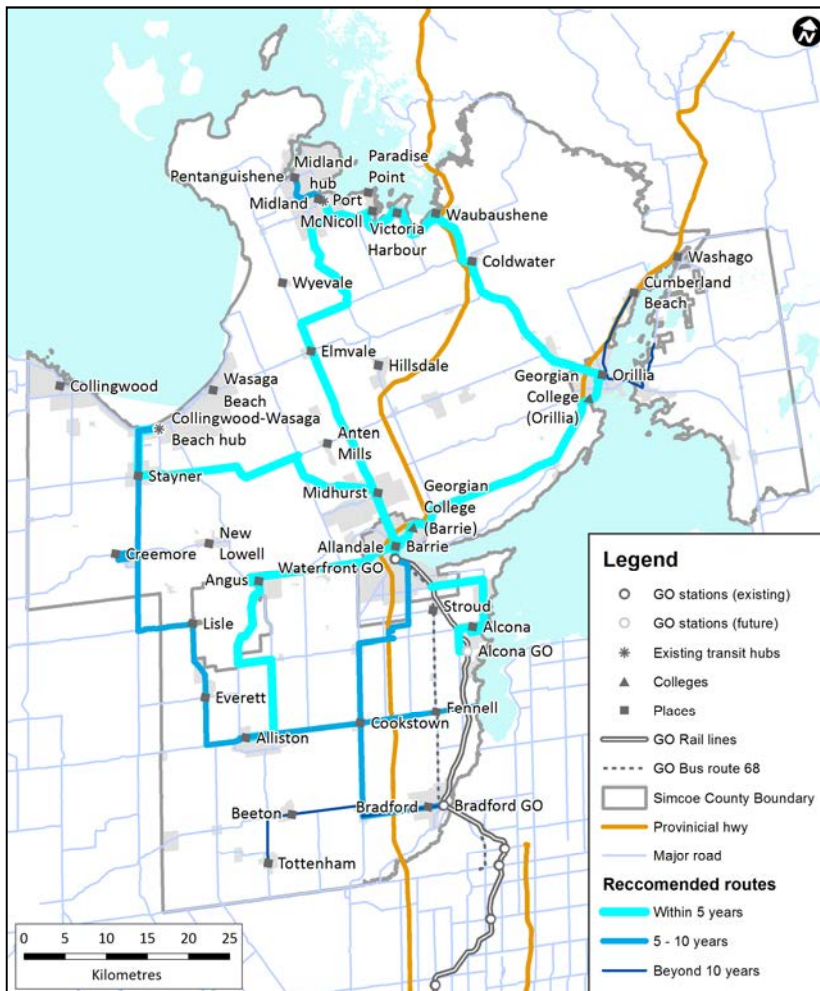 N
Paradise
Point
Midland
hub
Pentanguishene
Port
Midland
McNicoll
Waubaushene
Victoria
Harbour
Coldwater
Washago
Wyevale
Cumberland
Beach
Elmvale
Hillsdale
Collingwood
Wasaga
Beach
Georgian
College
(Orillia)
Orillia
Collingwood-Wasaga
Beach hub
Anten
Mills
Stayner
Midhurst
Georgian
College
(Barrie)
New
Lowell
Creemore
Allandale
Waterfront GO
Barrie
Angus
Stroud
Lisle
Alcona
Alcona GO
Everett
Fennell
Cookstown
Alliston
Beeton
Bradford
Bradford GO
Tottenham
Legend
GO stations (existing)
GO stations (future)
Existing transit hubs
Colleges
Places
GO Rail lines
GO Bus route 68
Simcoe County Boundary
Provinicial hwy
Major road
Reccomended routes
Within 5 years
5 - 10 years
Beyond 10 years
0 5 10 15 20 25
Kilometres